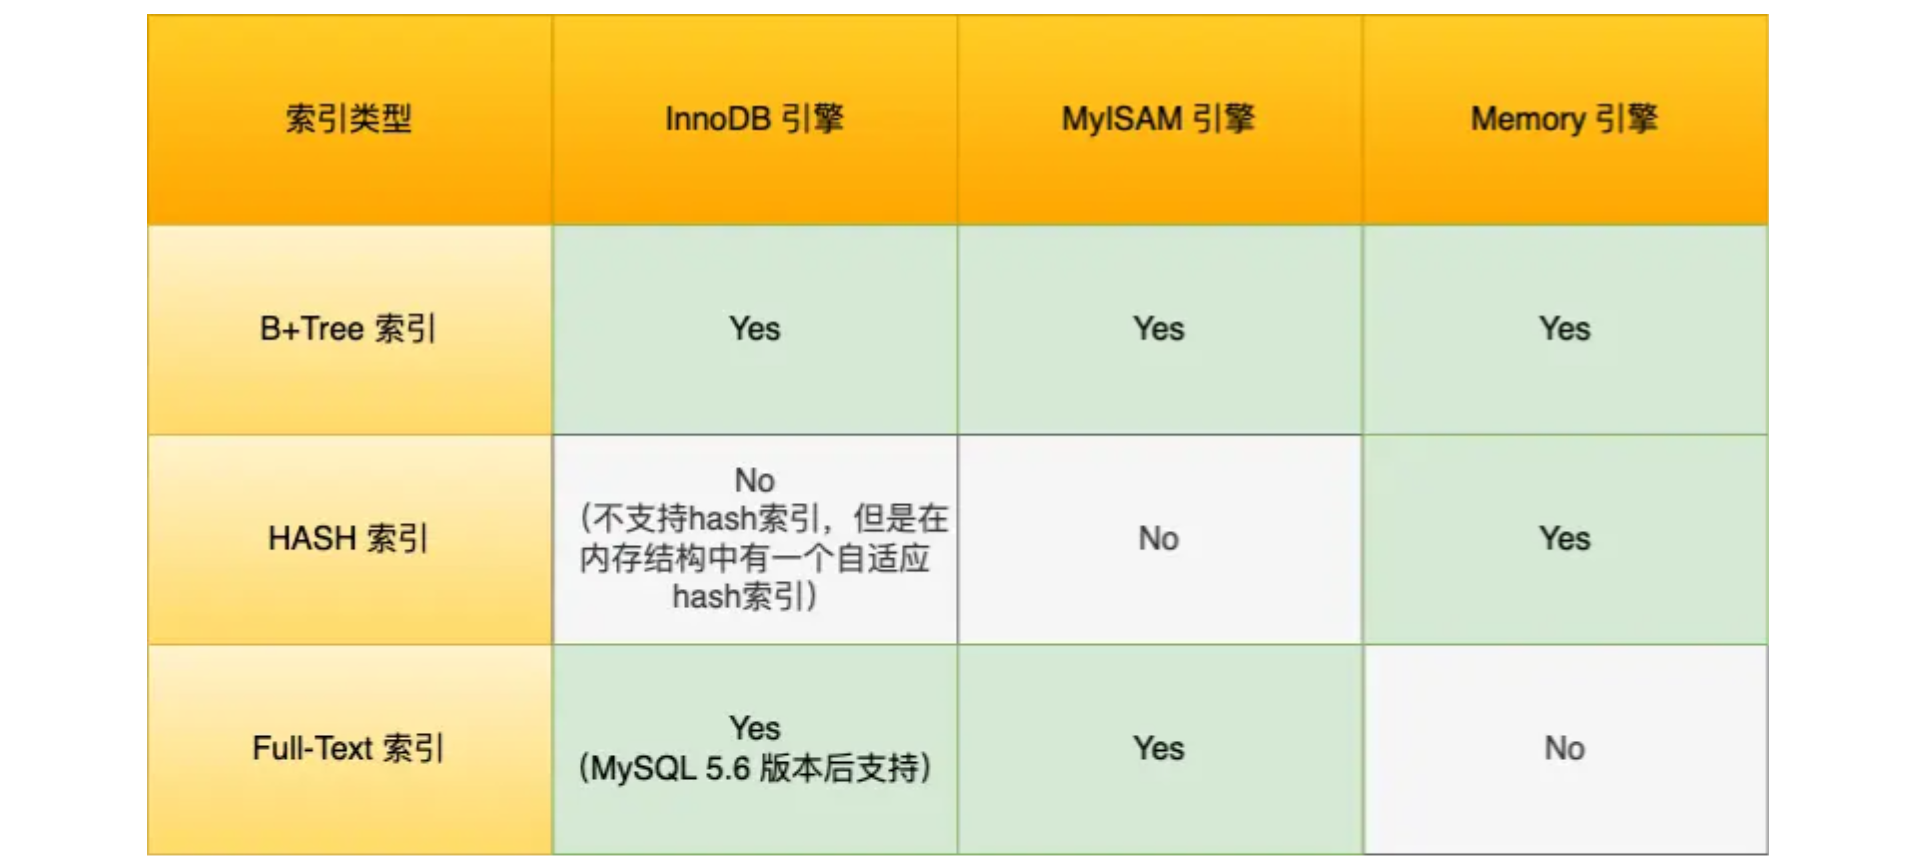 索引类型 InnoDB 引擎 MyISAM 引擎 Memory 引擎
B+Tree 索引 Yes Yes Yes
HASH 索引
No
（不支持hash索引，但是在
内存结构中有一个自适应
hash索引）
No
Yes
Full-Text 索引
Yes
（MySQL 5.6 版本后支持）
Yes
No